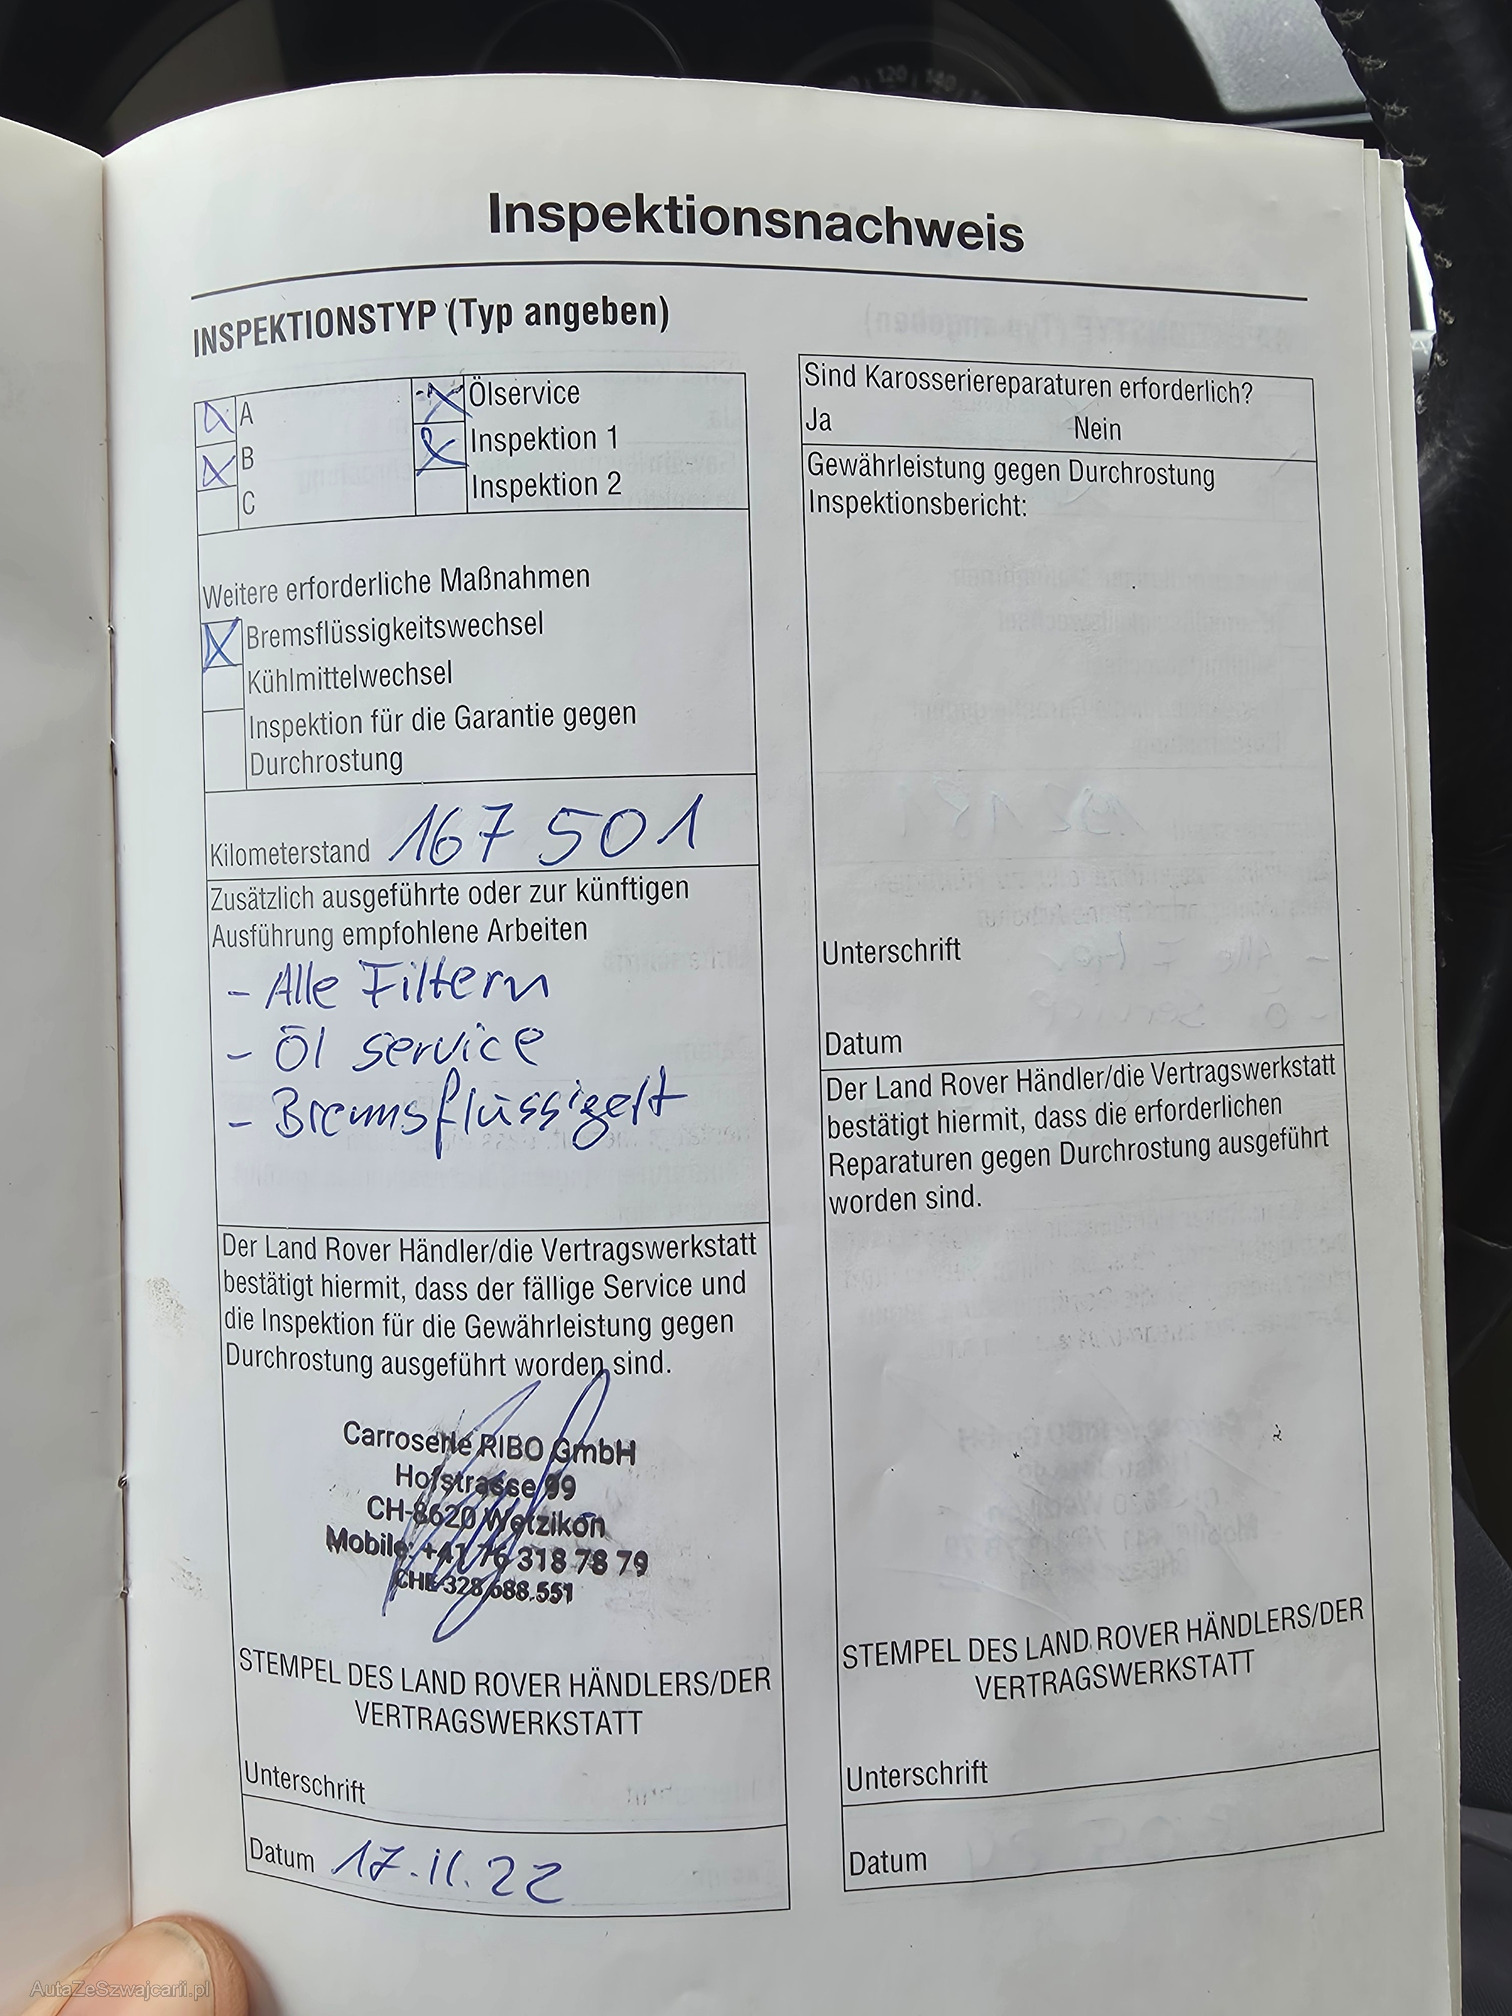 120 140
Inspektionsnachweis
INSPEKTIONSTYP (Typ angeben)
A
B
C
Ölservice
Inspektion 1
Inspektion 2
Weitere erforderliche Maßnahmen
Bremsflüssigkeitswechsel
Kühlmittelwechsel
Inspektion für die Garantie gegen
Durchrostung
Kilometerstand 167 501
Zusätzlich ausgeführte oder zur künftigen
Ausführung empfohlene Arbeiten
- Alle Filtern
- Öl service
- Bremsflüssigeit
Der Land Rover Händler/die Vertragswerkstatt
bestätigt hiermit, dass der fällige Service und
die Inspektion für die Gewährleistung gegen
Durchrostung ausgeführt worden sind.
Carrosserie RIBO GmbH
Hofstrasse 99
CH-8620 Wetzikon
Mobile: +41 76 318 78 79
CHE-328.688.551
STEMPEL DES LAND ROVER HÄNDLERS/DER
VERTRAGSWERKSTATT
Unterschrift
Datum 17.11.22
Sind Karosseriereparaturen erforderlich?
Ja Nein
Gewährleistung gegen Durchrostung
Inspektionsbericht:
Unterschrift
Datum
Der Land Rover Händler/die Vertragswerkstatt
bestätigt hiermit, dass die erforderlichen
Reparaturen gegen Durchrostung ausgeführt
worden sind.
STEMPEL DES LAND ROVER HÄNDLERS/DER
VERTRAGSWERKSTATT
Unterschrift
Datum
AutaZeSzwajcarii.pl